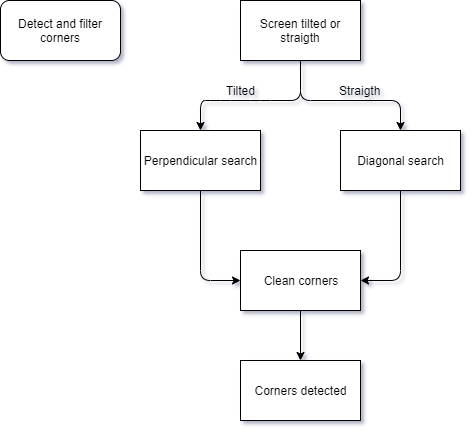 Detect and filter
corners
Screen tilted or
straigth
Tilted
Straigth
Perpendicular search
Diagonal search
Clean corners
Corners detected